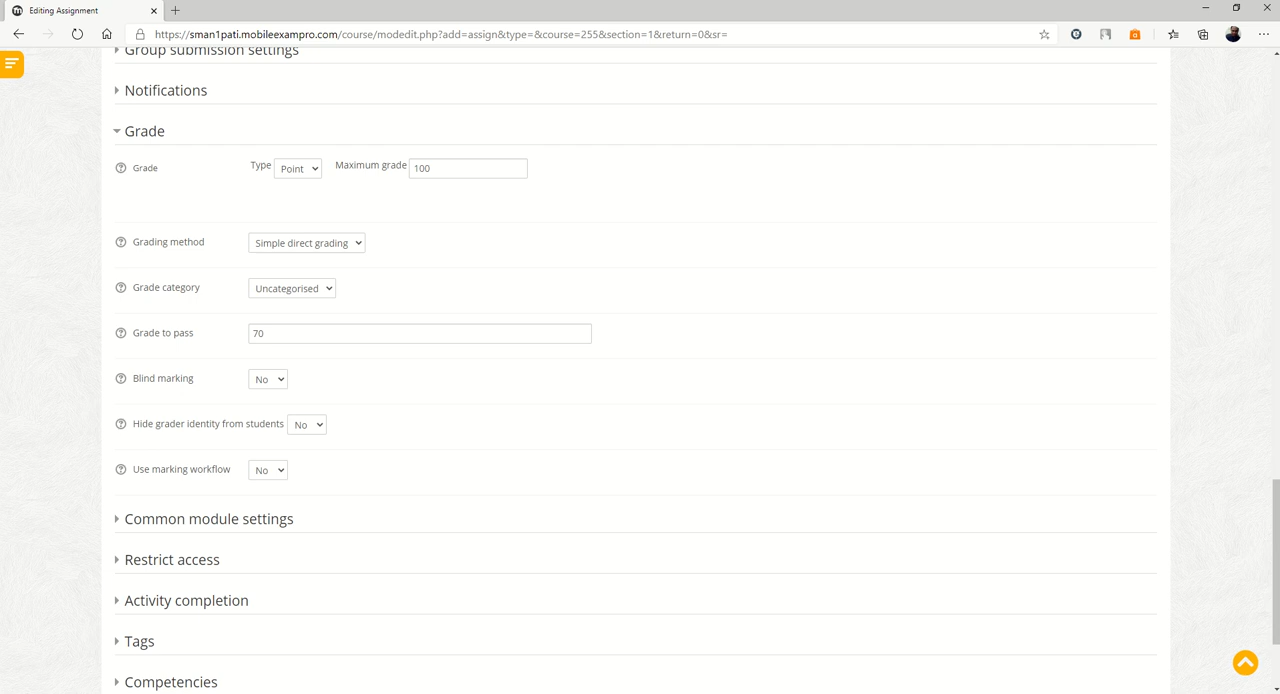 Editing Assignment
https://sman1pati.mobileexampro.com/course/modedit.php?add=assign&type=&course=255&section=1&return=0&sr=
Group submission settings
Notifications
Grade
Grade Type Point Maximum grade 100
Grading method Simple direct grading
Grade category Uncategorised
Grade to pass 70
Blind marking No
Hide grader identity from students No
Use marking workflow No
Common module settings
Restrict access
Activity completion
Tags
Competencies